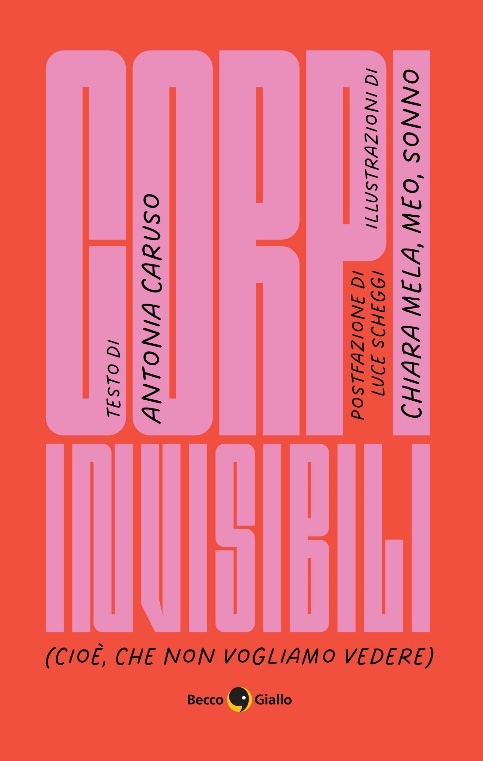 CORPI
TESTO DI
ANTONIA CARUSO
POSTFAZIONE DI
LUCE SCHEGGI
ILLUSTRAZIONI DI
CHIARA MELA, MEO, SONNO
INVISIBILI
(CIOÈ, CHE NON VOGLIAMO VEDERE)
Becco Giallo